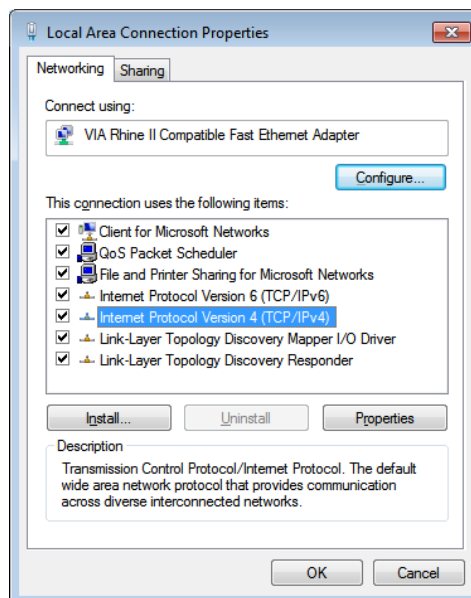 Local Area Connection Properties
Networking
Sharing
Connect using:
VIA Rhine II Compatible Fast Ethernet Adapter
Configure...
This connection uses the following items:
Client for Microsoft Networks
QoS Packet Scheduler
File and Printer Sharing for Microsoft Networks
Internet Protocol Version 6 (TCP/IPv6)
Internet Protocol Version 4 (TCP/IPv4)
Link-Layer Topology Discovery Mapper I/O Driver
Link-Layer Topology Discovery Responder
Install...
Uninstall
Properties
Description
Transmission Control Protocol/Internet Protocol. The default
wide area network protocol that provides communication
across diverse interconnected networks.
OK
Cancel